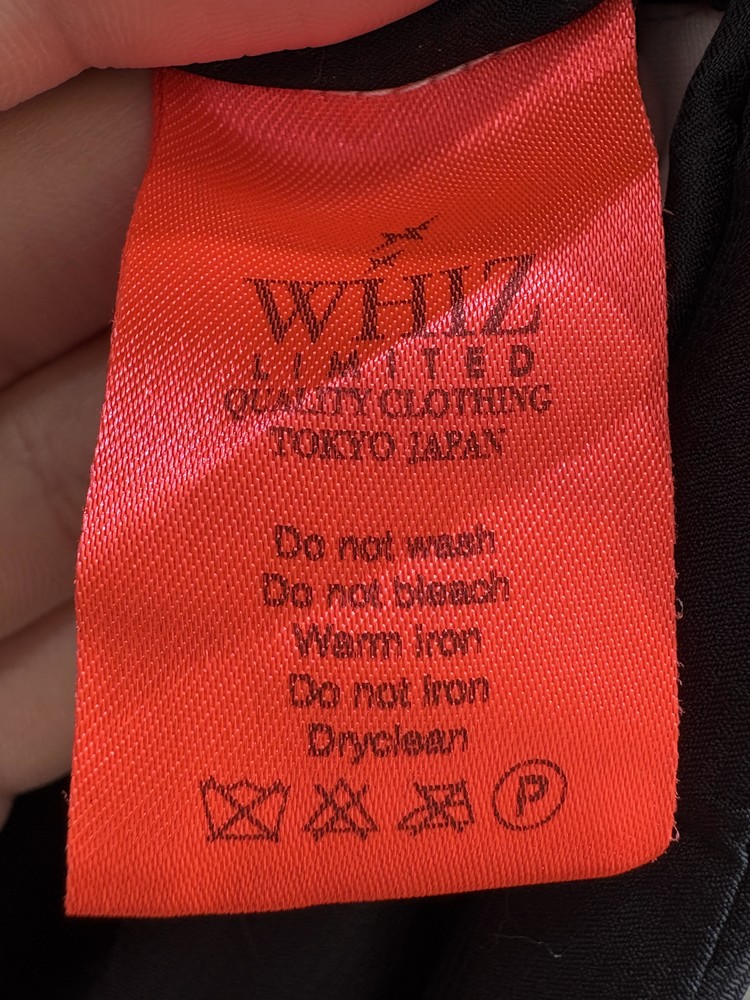 WHIZ
LIMITED
QUALITY CLOTHING
TOKYO JAPAN
Do not wash
Do not bleach
Warm iron
Do not iron
Dryclean
P